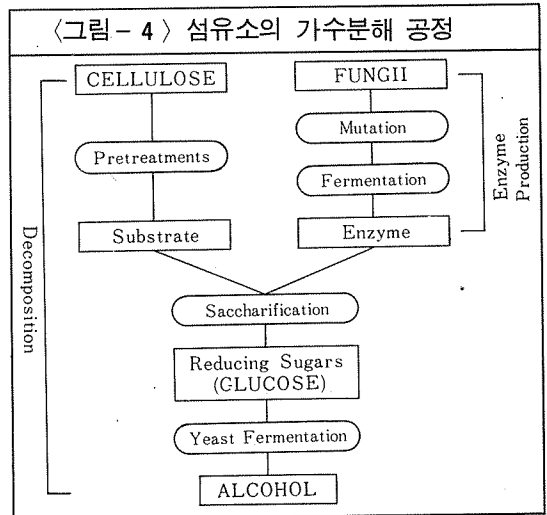 〈그림-4〉섬유소의 가수분해 공정
CELLULOSE
FUNGII
Mutation
Pretreatments
Fermentation
Enzyme
Production
Substrate
Enzyme
Decomposition
Saccharification
Reducing Sugars
(GLUCOSE)
Yeast Fermentation
ALCOHOL